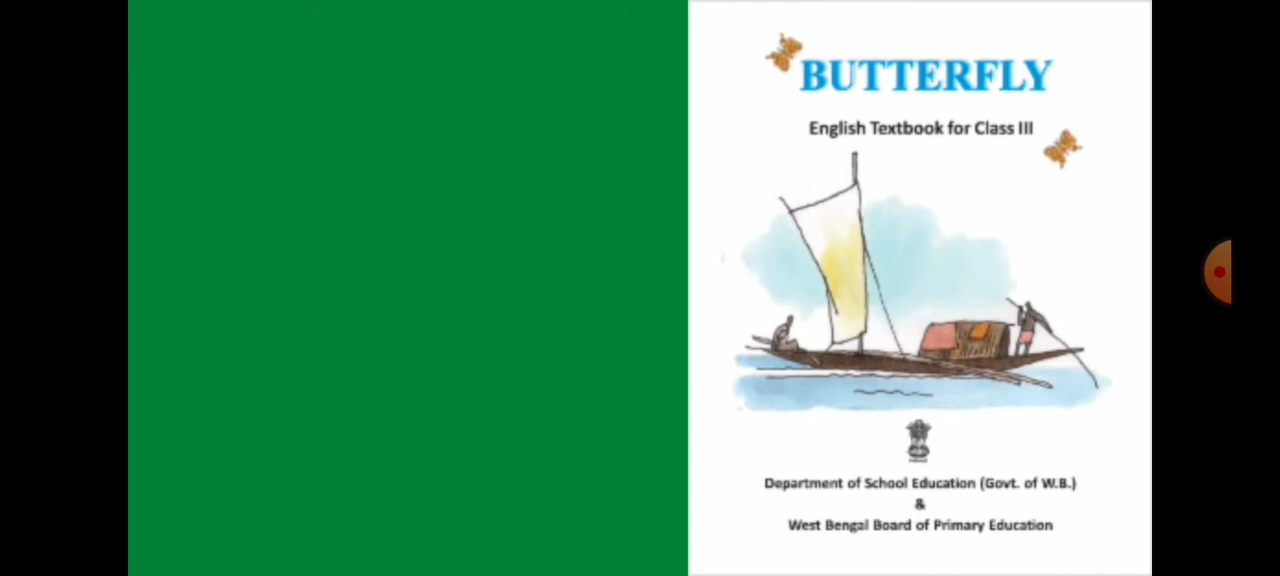 BUTTERFLY
English Textbook for Class III
Department of School Education (Govt. of W.B.)
&
West Bengal Board of Primary Education